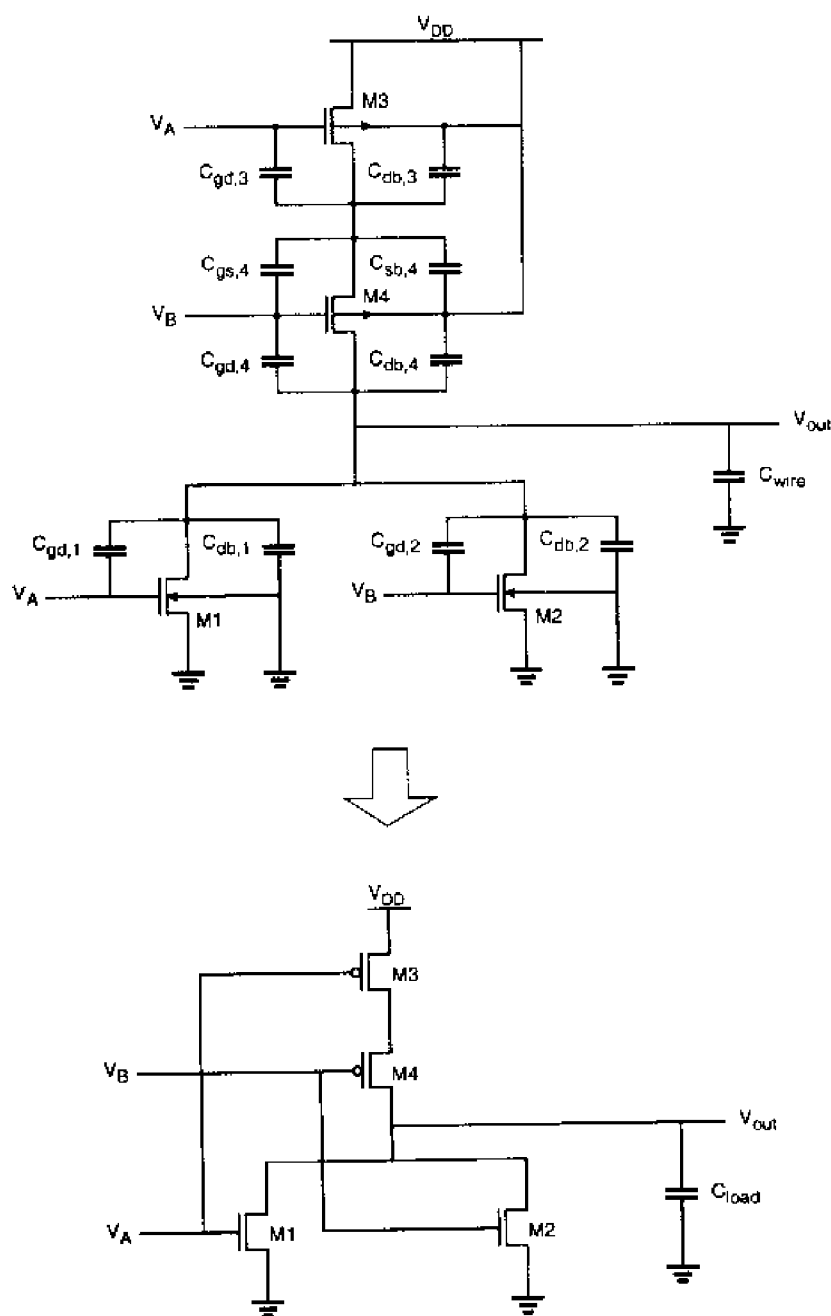 VDD
M3
VA
Cgd,3
Cdb,3
Cgs,4
Csb,4
M4
VB
Cgd,4
Cdb,4
Vout
Cwire
Cgd,1
Cdb,1
Cgd,2
Cdb,2
VA
M1
VB
M2
VDD
M3
VB
M4
Vout
Cload
VA
M1
M2